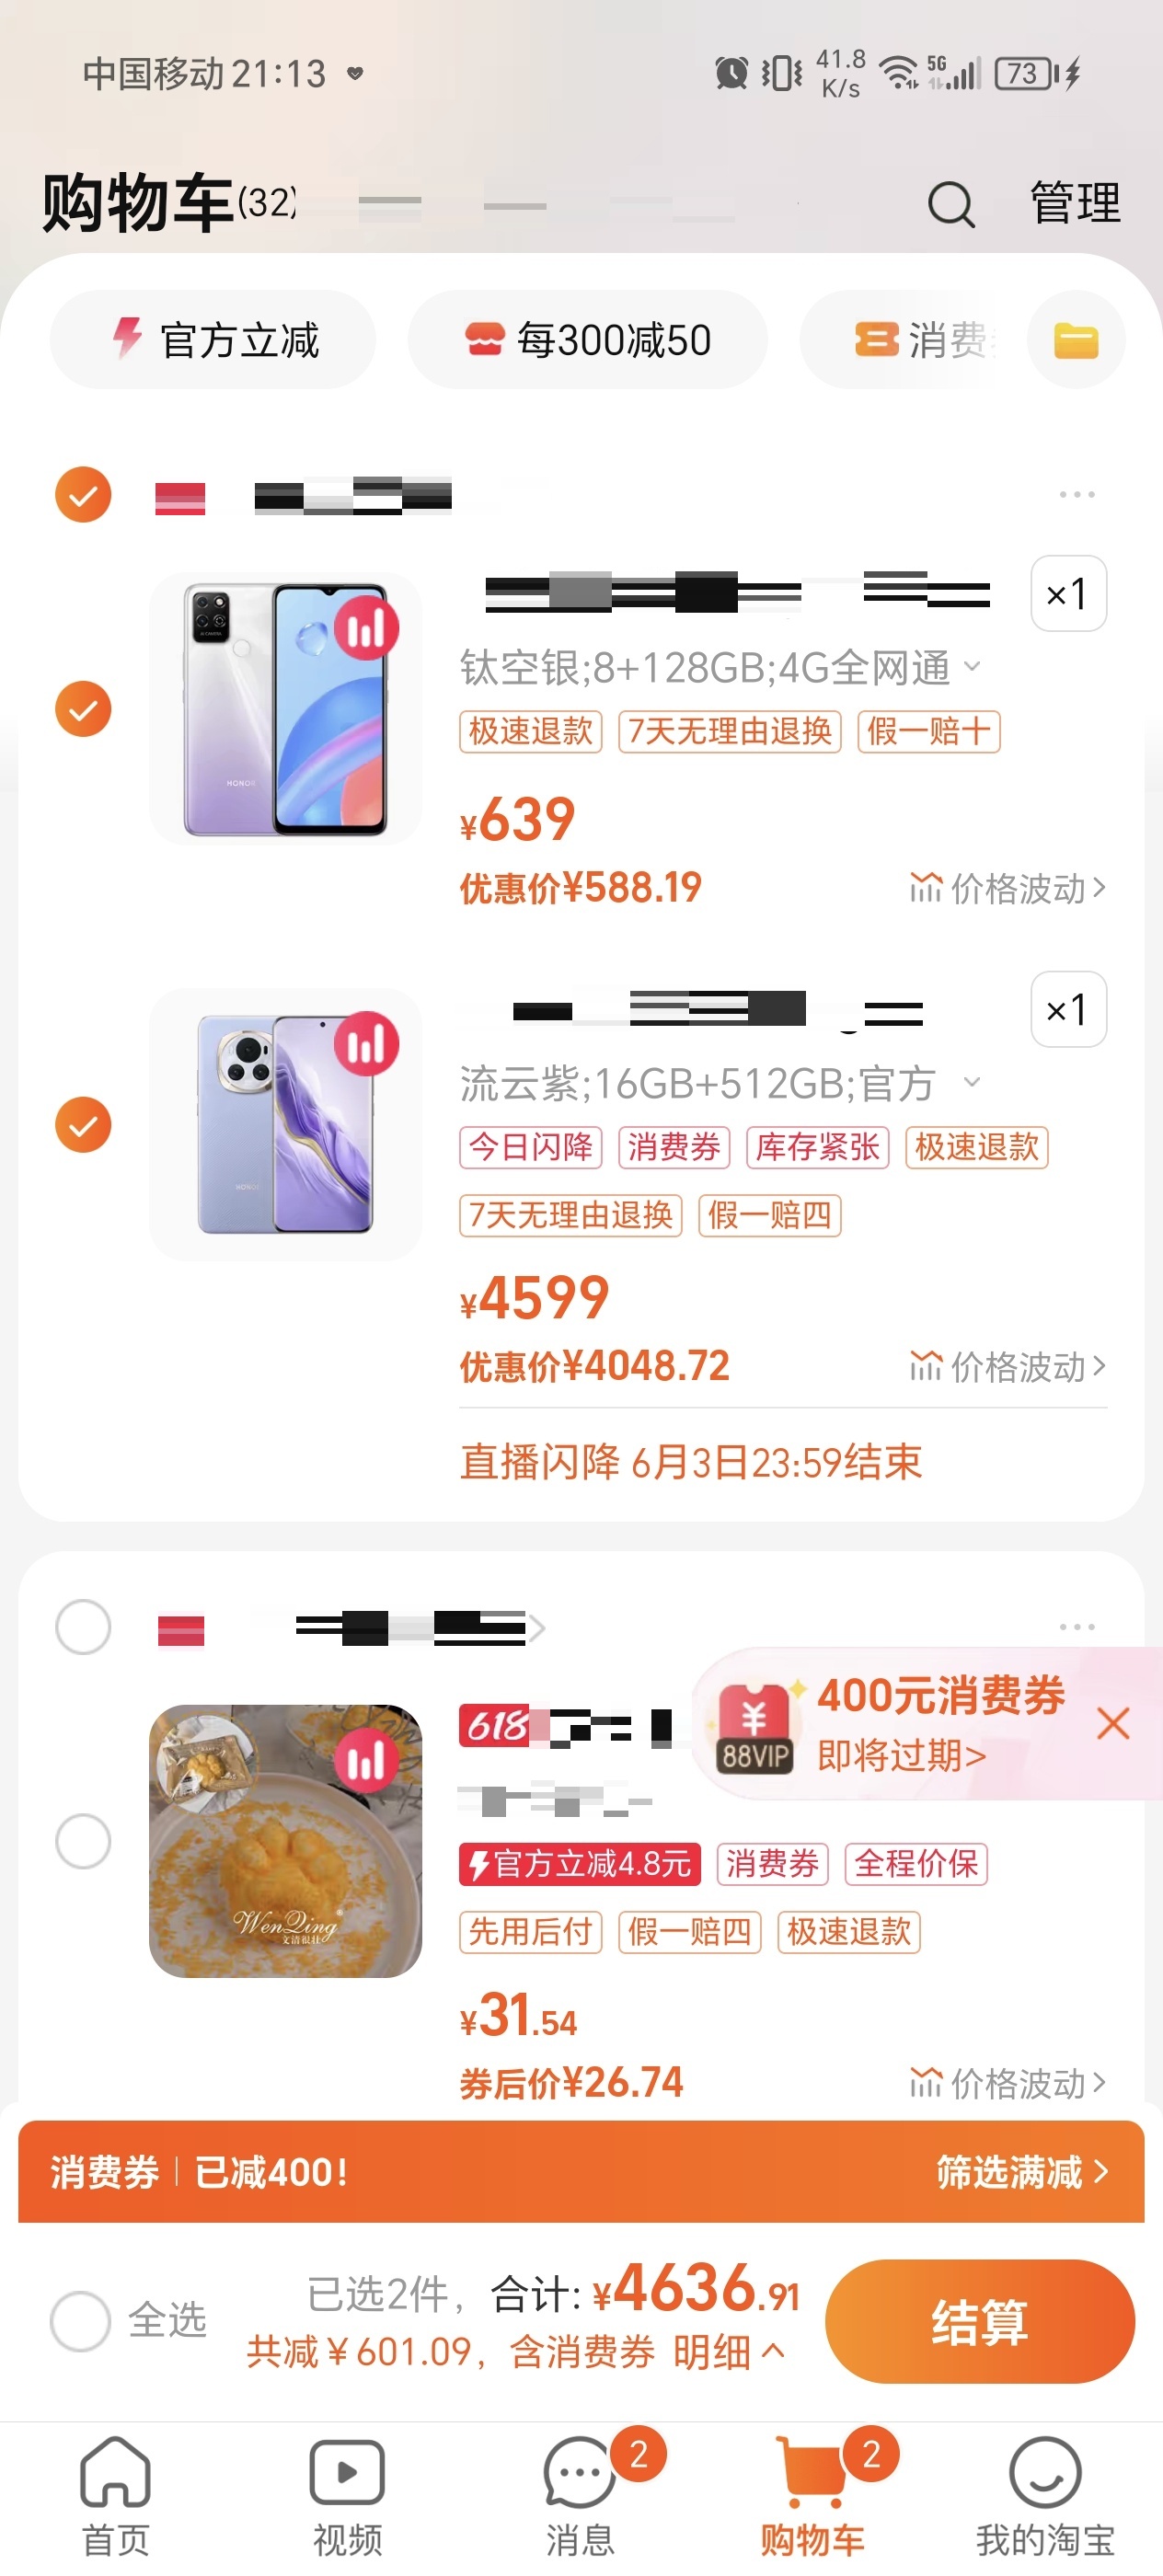 中国移动 21:13
41.8 K/s 5G 73
购物车(32)
管理
官方立减
每300减50
消费
×1
钛空银;8+128GB;4G全网通
极速退款 7天无理由退换 假一赔十
HONOR
¥639
优惠价¥588.19
价格波动
×1
流云紫;16GB+512GB;官方
今日闪降 消费券 库存紧张 极速退款
HONOR
7天无理由退换 假一赔四
¥4599
优惠价¥4048.72
价格波动
直播闪降 6月3日23:59结束
618
¥ 88VIP
400元消费券
即将过期>
官方立减4.8元 消费券 全程价保
先用后付 假一赔四 极速退款
WenQing
文清很壮
¥31.54
券后价¥26.74
价格波动
消费券 已减400!
筛选满减
全选
已选2件, 合计: ¥4636.91
共减¥601.09, 含消费券 明细
结算
2 2
首页 视频 消息 购物车 我的淘宝